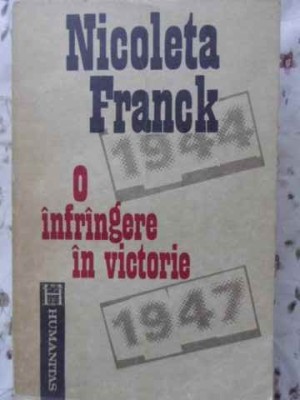 Nicoleta
Franck
1944
O
înfrîngere
în victorie
1947
HUMANITAS